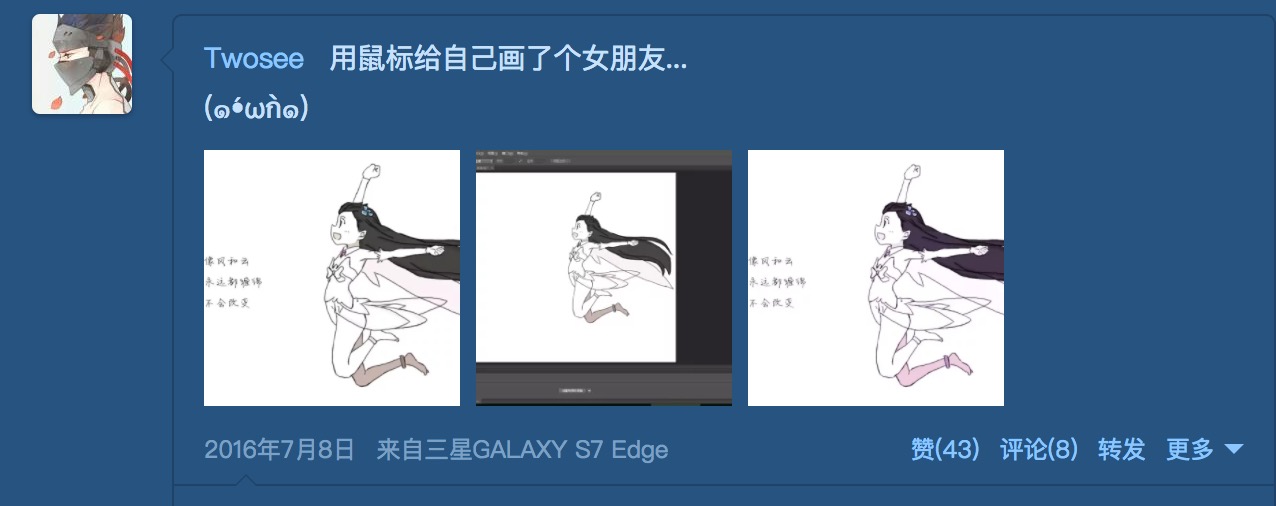 Twosee 用鼠标给自己画了个女朋友...
(๑•́ωก̀๑)
像风和云
永远都缠绵
不会改变
像风和云
永远都缠绵
不会改变
2016年7月8日 来自三星GALAXY S7 Edge
赞(43) 评论(8) 转发 更多